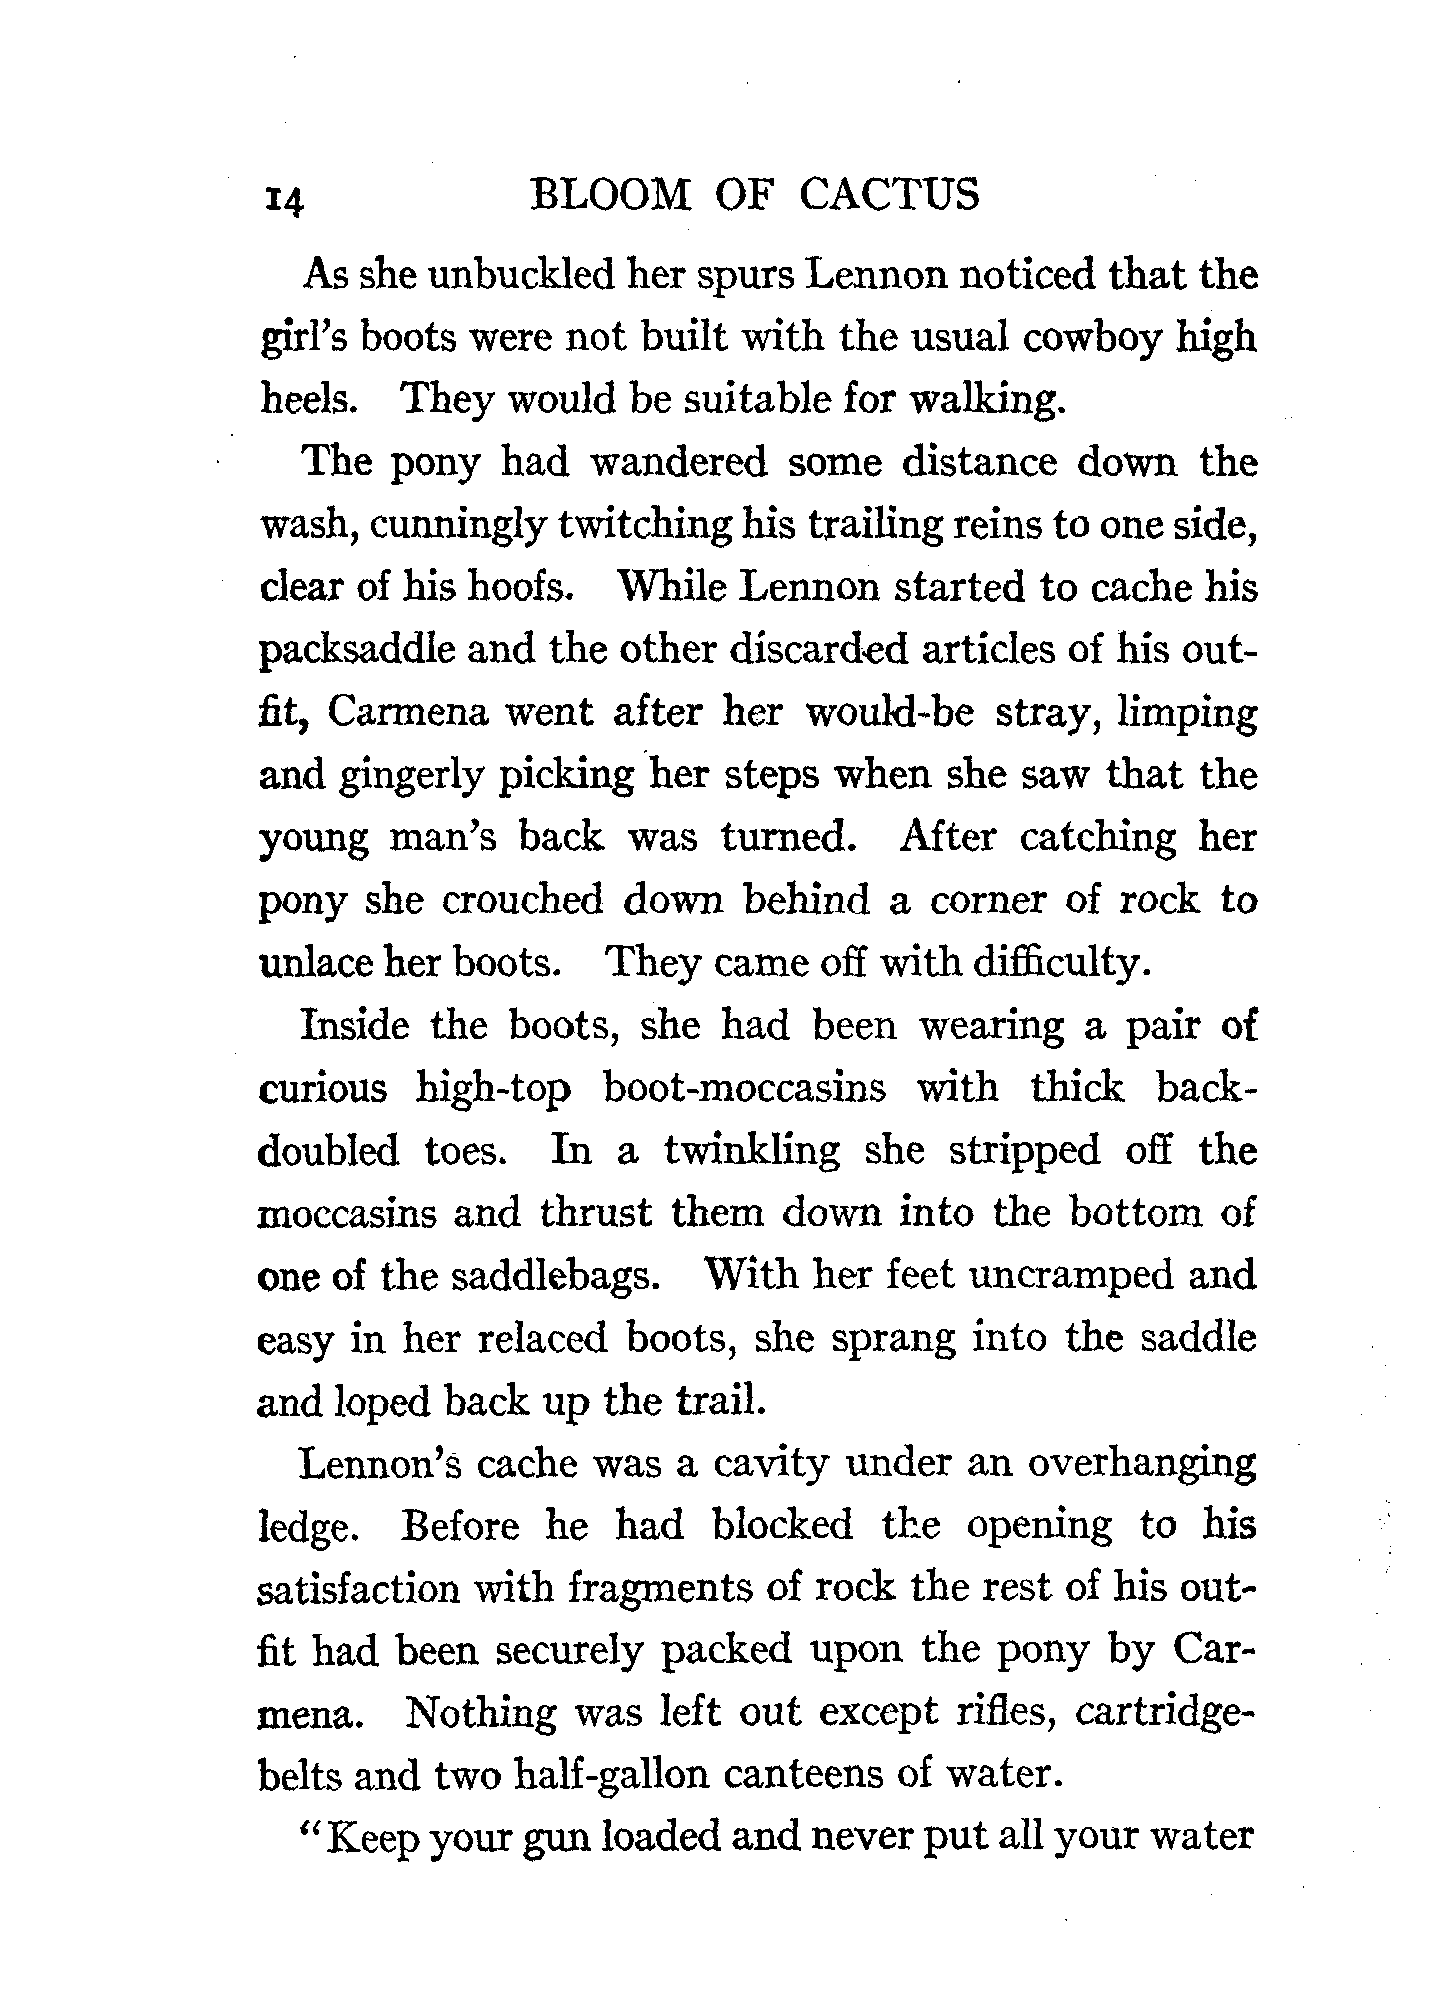 14 BLOOM OF CACTUS
As she unbuckled her spurs Lennon noticed that the
girl's boots were not built with the usual cowboy high
heels. They would be suitable for walking.
The pony had wandered some distance down the
wash, cunningly twitching his trailing reins to one side,
clear of his hoofs. While Lennon started to cache his
packsaddle and the other discarded articles of his out-
fit, Carmena went after her would-be stray, limping
and gingerly picking her steps when she saw that the
young man's back was turned. After catching her
pony she crouched down behind a corner of rock to
unlace her boots. They came off with difficulty.
Inside the boots, she had been wearing a pair of
curious high-top boot-moccasins with thick back-
doubled toes. In a twinkling she stripped off the
moccasins and thrust them down into the bottom of
one of the saddlebags. With her feet uncramped and
easy in her relaced boots, she sprang into the saddle
and loped back up the trail.
Lennon's cache was a cavity under an overhanging
ledge. Before he had blocked the opening to his
satisfaction with fragments of rock the rest of his out-
fit had been securely packed upon the pony by Car-
mena. Nothing was left out except rifles, cartridge-
belts and two half-gallon canteens of water.
"Keep your gun loaded and never put all your water